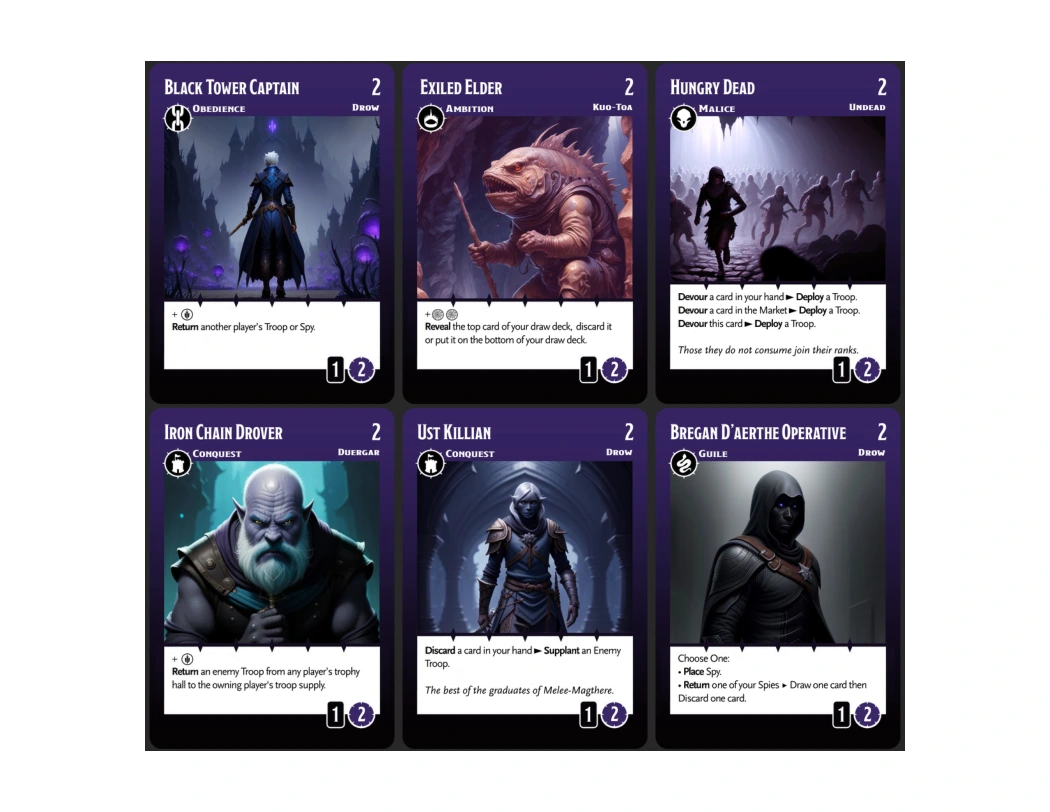 BLACK TOWER CAPTAIN 2
OBEDIENCE DROW
+
Return another player's Troop or Spy.
1 2
EXILED ELDER 2
AMBITION KUO-TOA
+
Reveal the top card of your draw deck, discard it
or put it on the bottom of your draw deck.
1 2
HUNGRY DEAD 2
MALICE UNDEAD
Devour a card in your hand ► Deploy a Troop.
Devour a card in the Market ► Deploy a Troop.
Devour this card ► Deploy a Troop.
Those they do not consume join their ranks.
1 2
IRON CHAIN DROVER 2
CONQUEST DUERGAR
+
Return an enemy Troop from any player's trophy
hall to the owning player's troop supply.
1 2
UST KILLIAN 2
CONQUEST DROW
Discard a card in your hand ► Supplant an Enemy
Troop.
The best of the graduates of Melee-Magthere.
1 2
BREGAN D'AERTHE OPERATIVE 2
GUILE DROW
Choose One:
• Place Spy.
• Return one of your Spies ► Draw one card then
Discard one card.
1 2